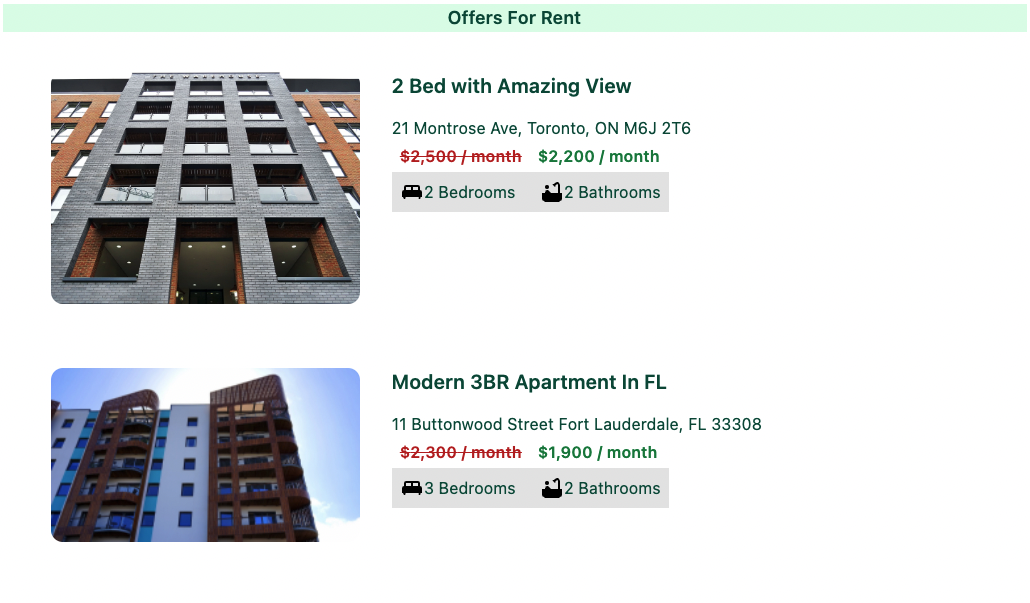 Offers For Rent
THE WAREHOUSE
2 Bed with Amazing View
21 Montrose Ave, Toronto, ON M6J 2T6
$2,500 / month $2,200 / month
2 Bedrooms 2 Bathrooms
Modern 3BR Apartment In FL
11 Buttonwood Street Fort Lauderdale, FL 33308
$2,300 / month $1,900 / month
3 Bedrooms 2 Bathrooms